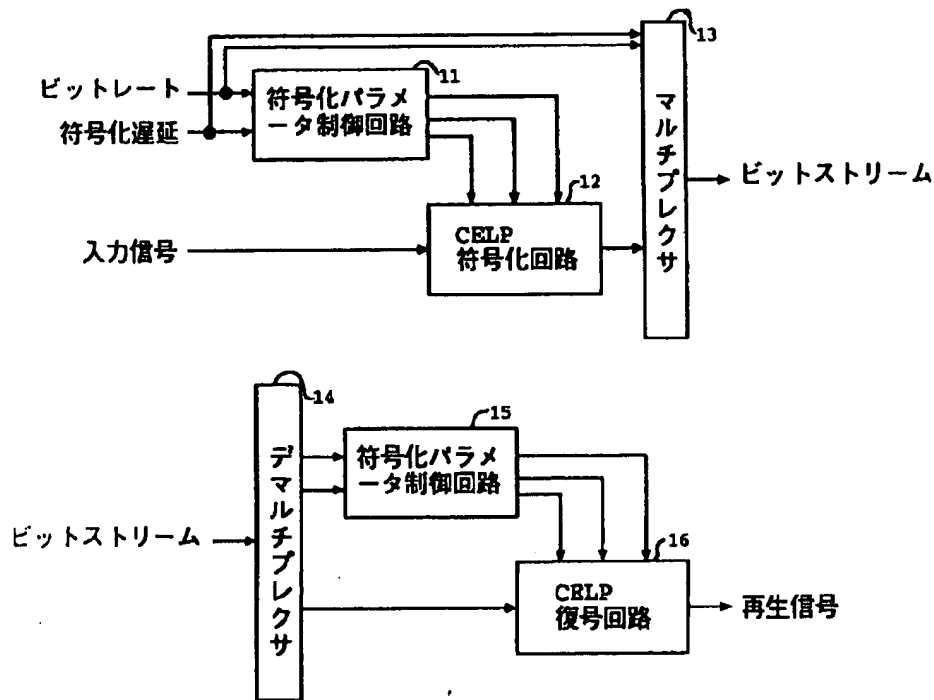 13
11
ビットレート
符号化パラメ
ータ制御回路
符号化遅延
マルチプレクサ
ビットストリーム
12
CELP
符号化回路
入力信号
14
15
デマルチプレクサ
符号化パラメ
ータ制御回路
ビットストリーム
16
CELP
復号回路
再生信号